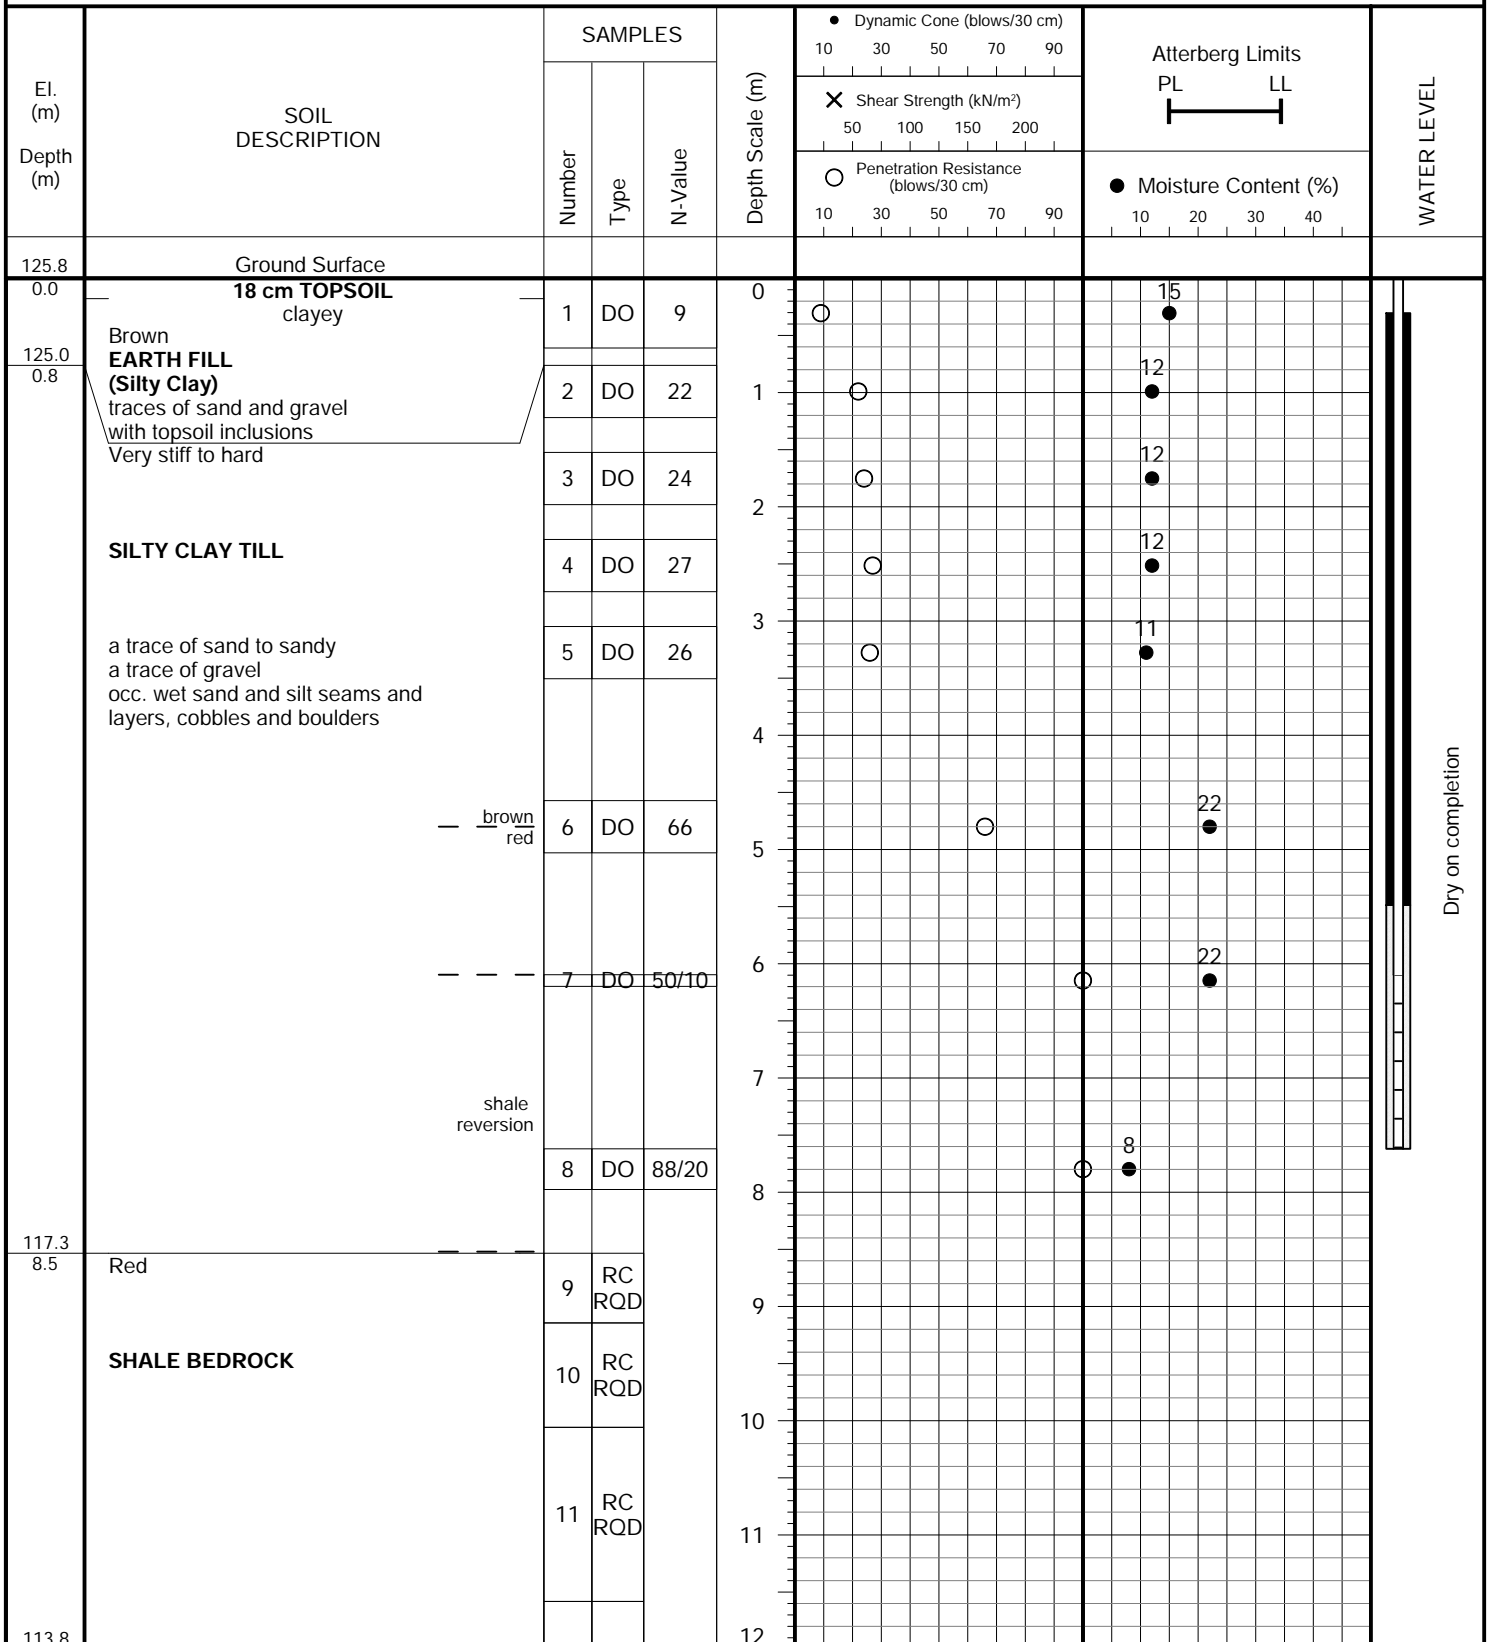 El.
(m)
Depth
(m)
SOIL
DESCRIPTION
SAMPLES
Number
Type
N-Value
Depth Scale (m)
Dynamic Cone (blows/30 cm)
10 30 50 70 90
Shear Strength (kN/m²)
50 100 150 200
Penetration Resistance
(blows/30 cm)
10 30 50 70 90
Atterberg Limits
PL LL
Moisture Content (%)
10 20 30 40
WATER LEVEL
125.8
Ground Surface
0.0
18 cm TOPSOIL
clayey
Brown
EARTH FILL
(Silty Clay)
traces of sand and gravel
with topsoil inclusions
125.0
0.8
Very stiff to hard
SILTY CLAY TILL
a trace of sand to sandy
a trace of gravel
occ. wet sand and silt seams and
layers, cobbles and boulders
brown
red
shale
reversion
117.3
8.5
Red
SHALE BEDROCK
113.8
1 DO 9
2 DO 22
3 DO 24
4 DO 27
5 DO 26
6 DO 66
7 DO 50/10
8 DO 88/20
9 RC
RQD
10 RC
RQD
11 RC
RQD
0
1
2
3
4
5
6
7
8
9
10
11
12
15
12
12
12
11
22
22
8
Dry on completion